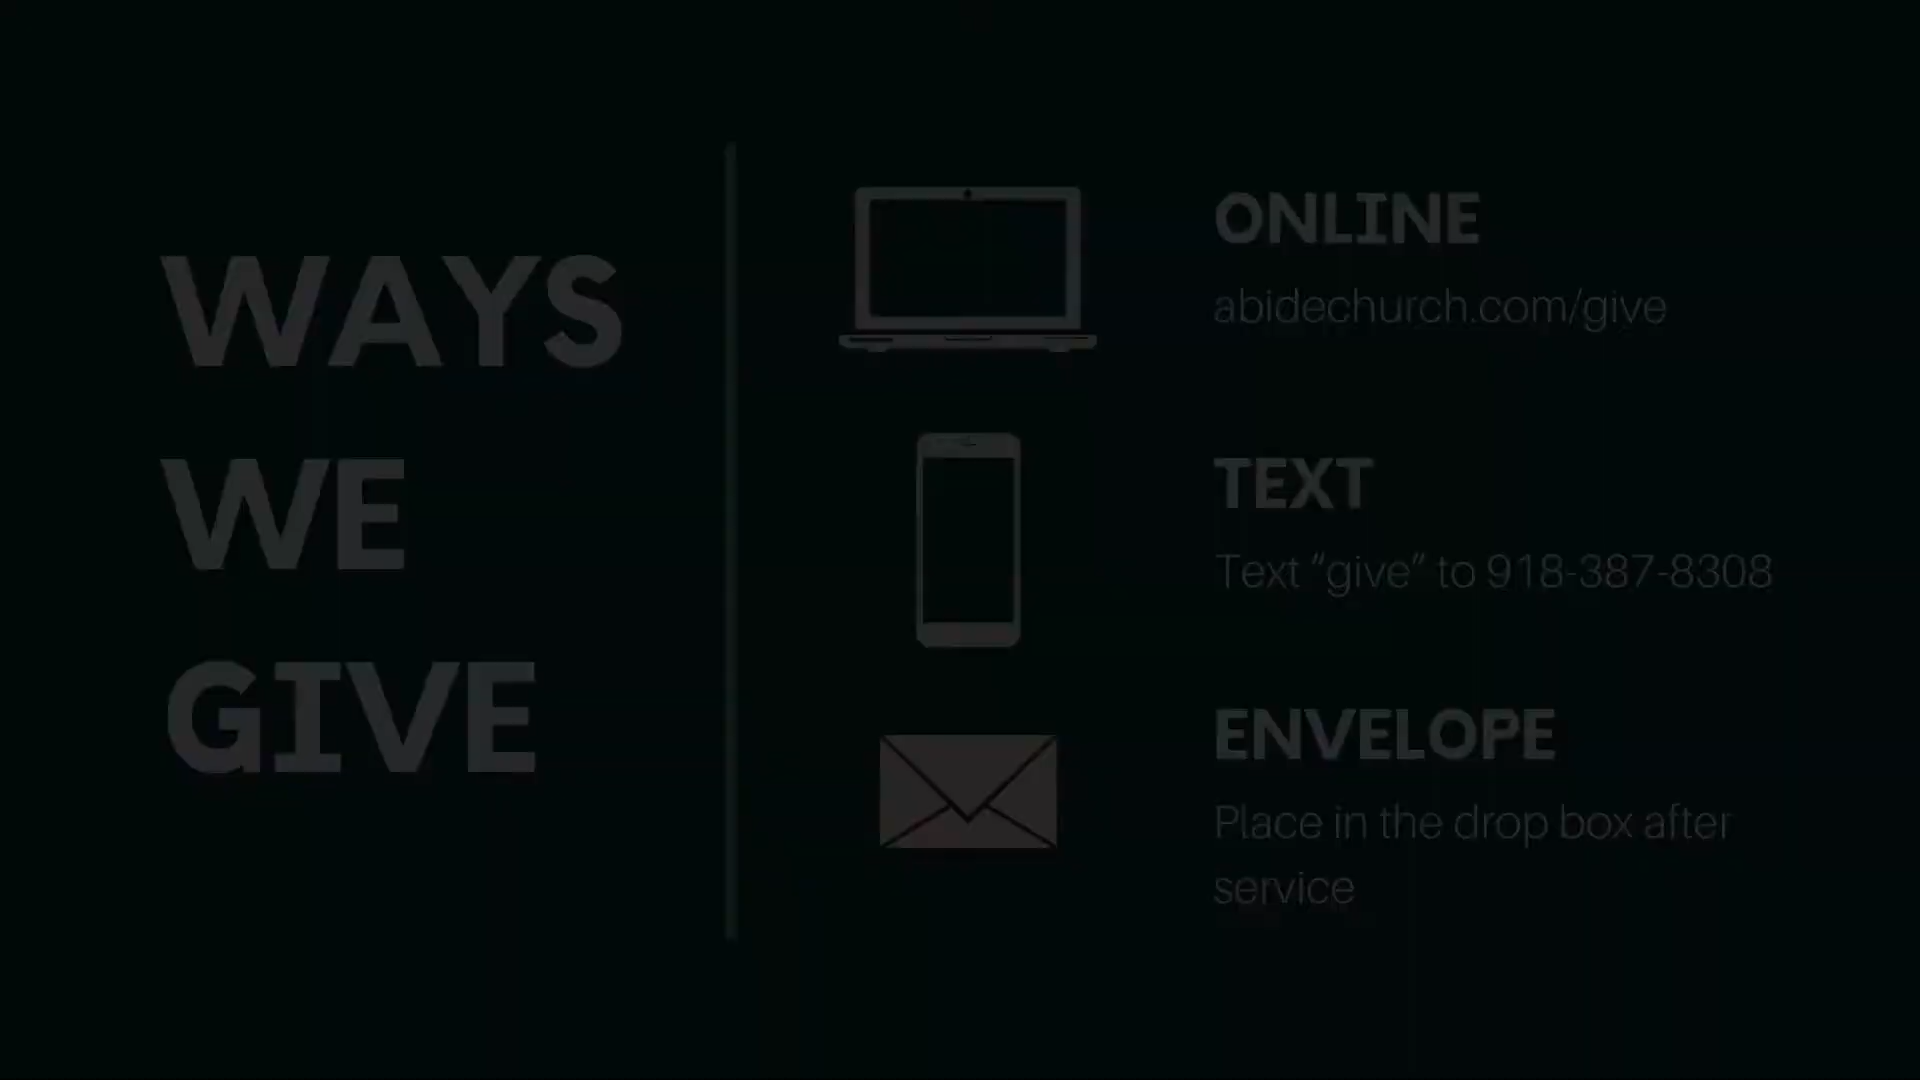 WAYS
WE
GIVE
ONLINE
abidechurch.com/give
TEXT
Text “give” to 918-387-8308
ENVELOPE
Place in the drop box after
service